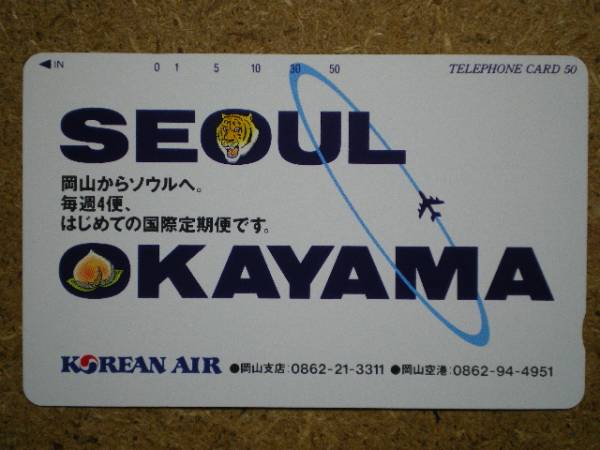 ◀IN 0 1 5 10 30 50 TELEPHONE CARD 50
SEOUL
岡山からソウルへ。
毎週4便、
はじめての国際定期便です。
OKAYAMA
KOREAN AIR ●岡山支店:0862-21-3311 ●岡山空港:0862-94-4951